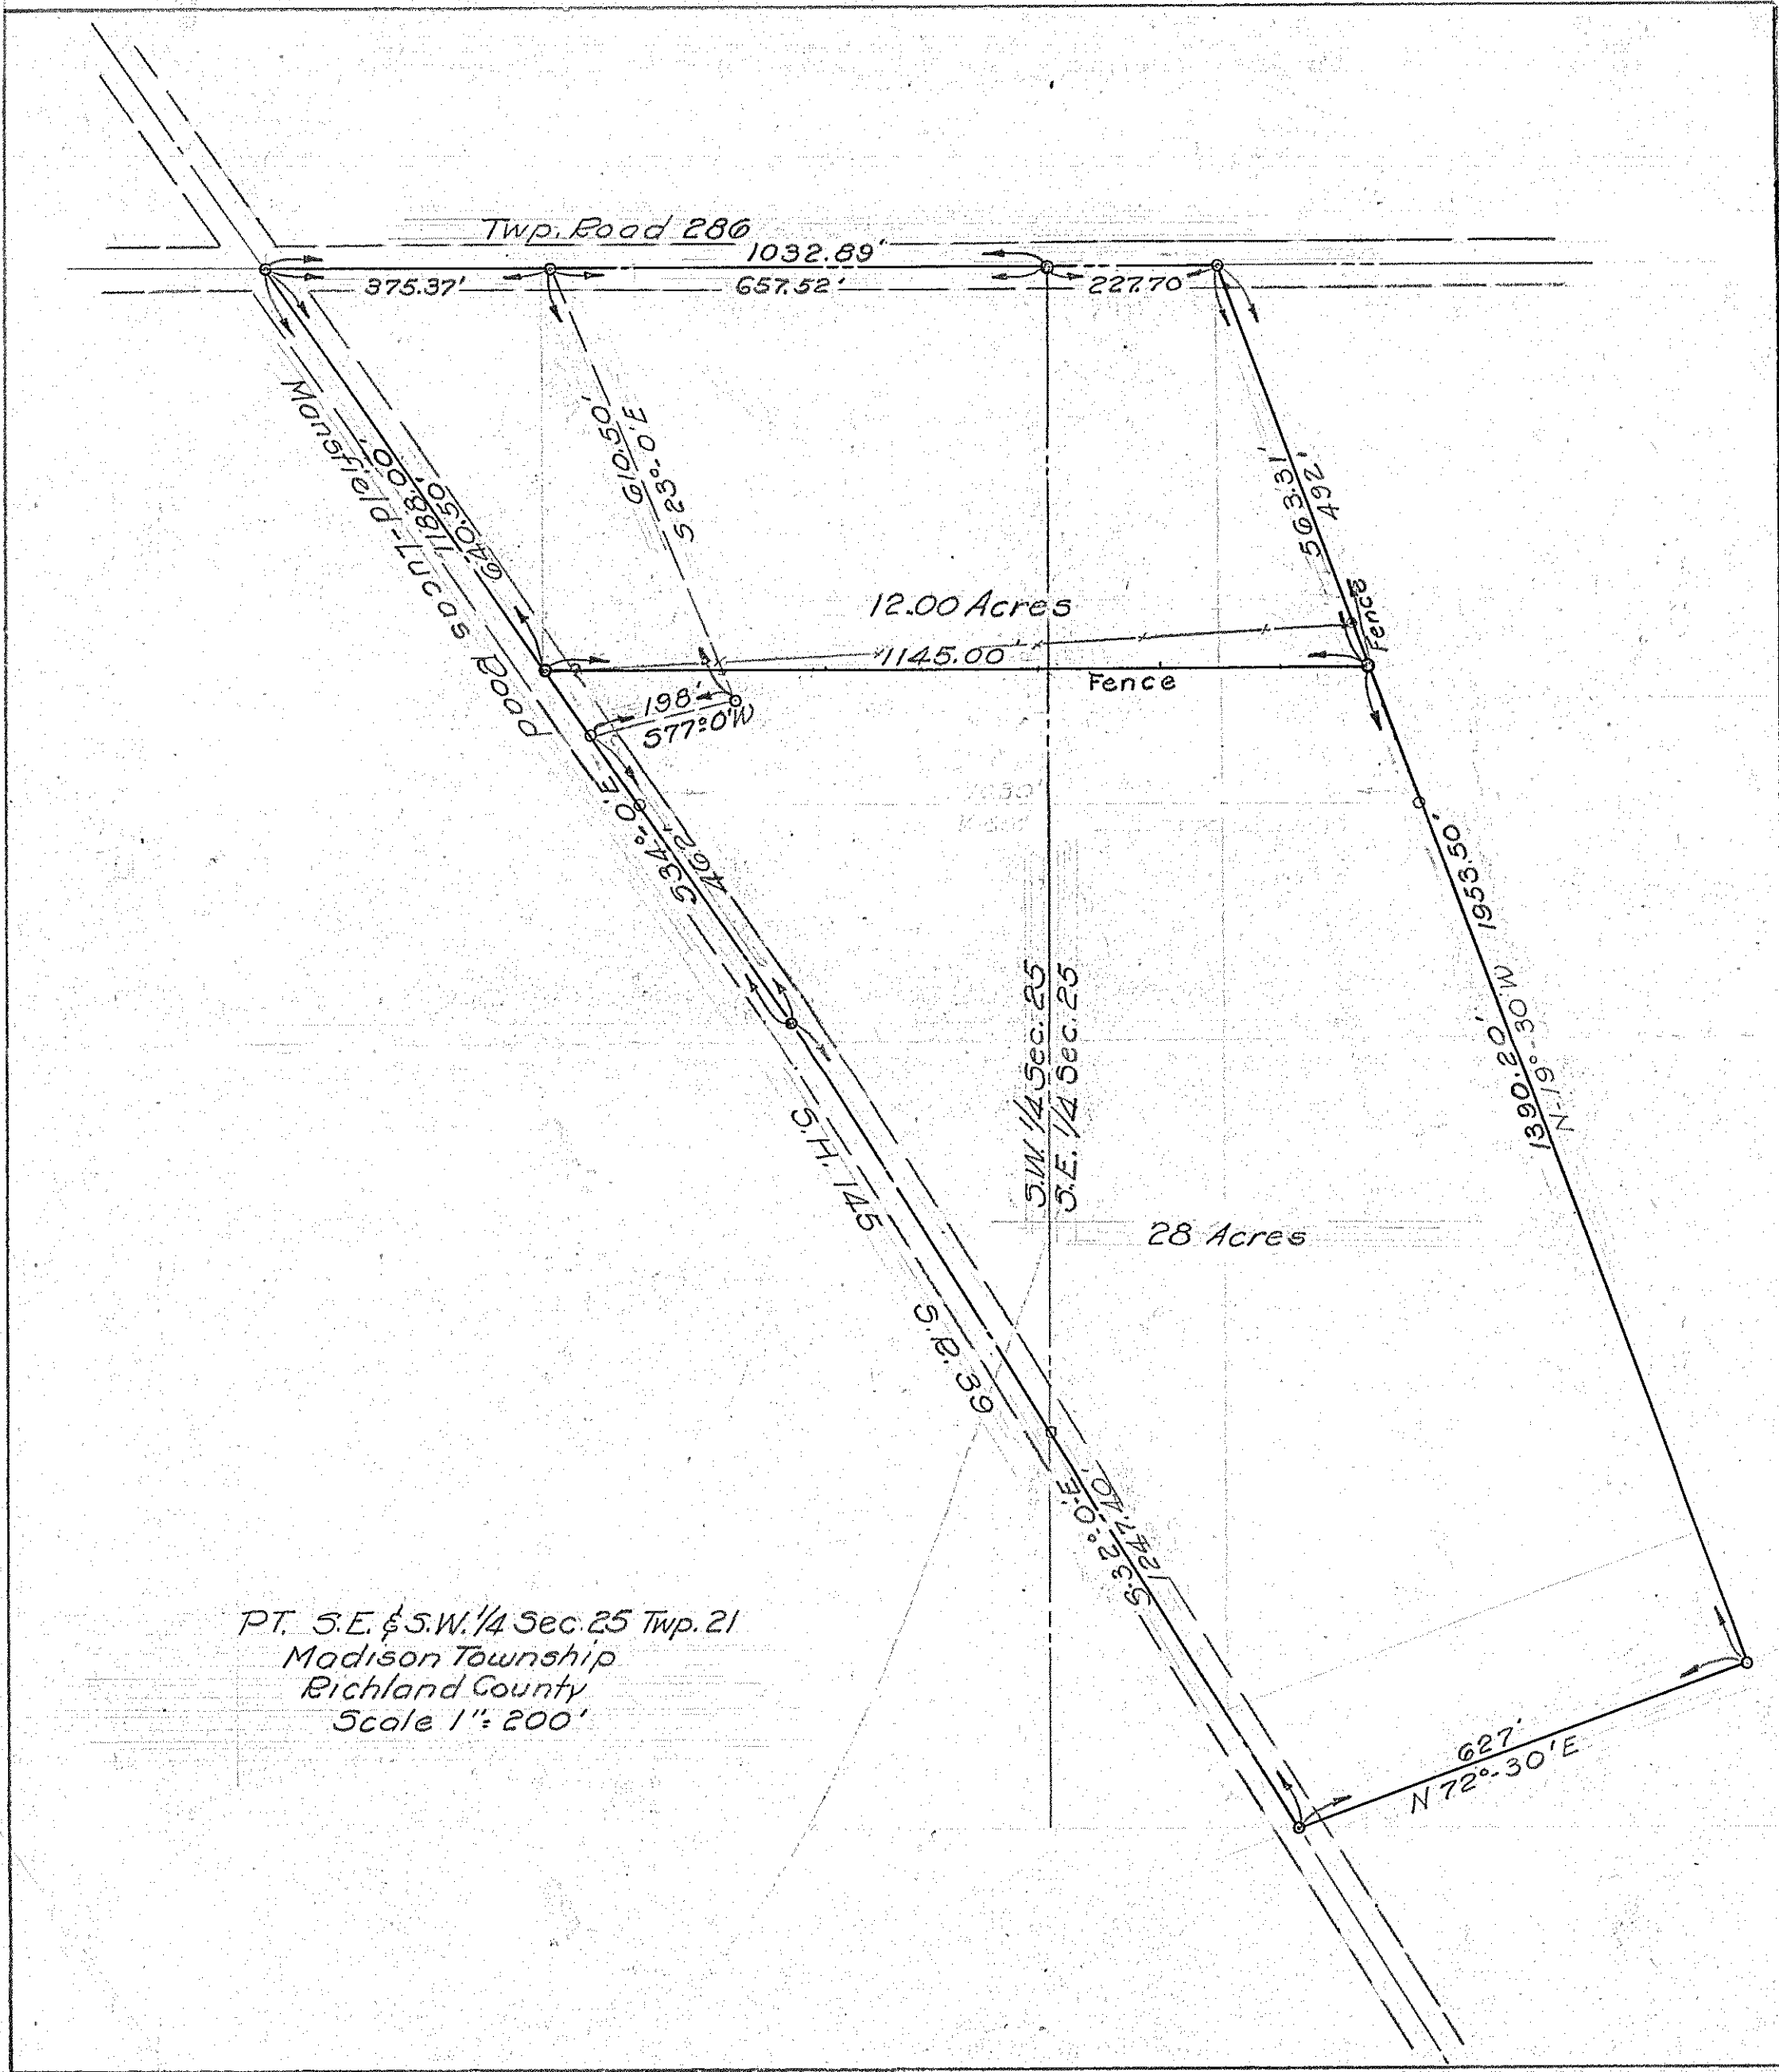 Twp. Road 286
1032.89'
375.37'
657.52'
227.70
Mansfield-Lucas Road
1188.00'
640.50'
610.50'
S 23°-0'E
563.31'
492'
12.00 Acres
1145.00'
Fence
Fence
198'
S77°0'W
S34°-0'E
462'
1953.50'
1390.20'
N-19°-30'W
S.W. 1/4 Sec. 25
S.E. 1/4 Sec. 25
S.H. 145
S.R. 39
28 Acres
S.32°-0'E
1247.40'
627'
N 72°-30'E
PT. S.E. & S.W. 1/4 Sec. 25 Twp. 21
Madison Township
Richland County
Scale 1"= 200'